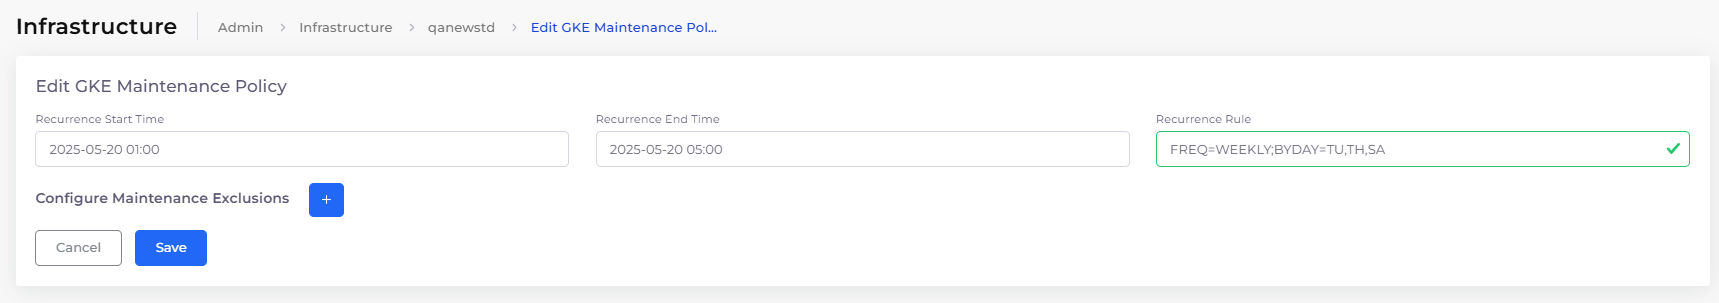 Infrastructure
Admin > Infrastructure > qanewstd > Edit GKE Maintenance Pol...
Edit GKE Maintenance Policy
Recurrence Start Time
2025-05-20 01:00
Recurrence End Time
2025-05-20 05:00
Recurrence Rule
FREQ=WEEKLY;BYDAY=TU,TH,SA
Configure Maintenance Exclusions +
Cancel
Save